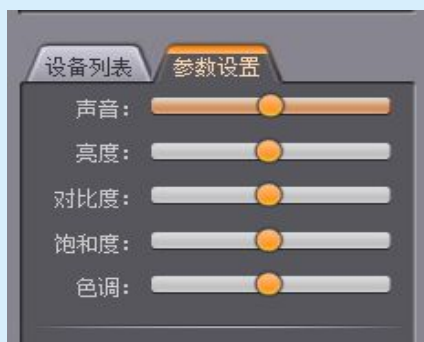 设备列表 参数设置
声音：
亮度：
对比度：
饱和度：
色调：